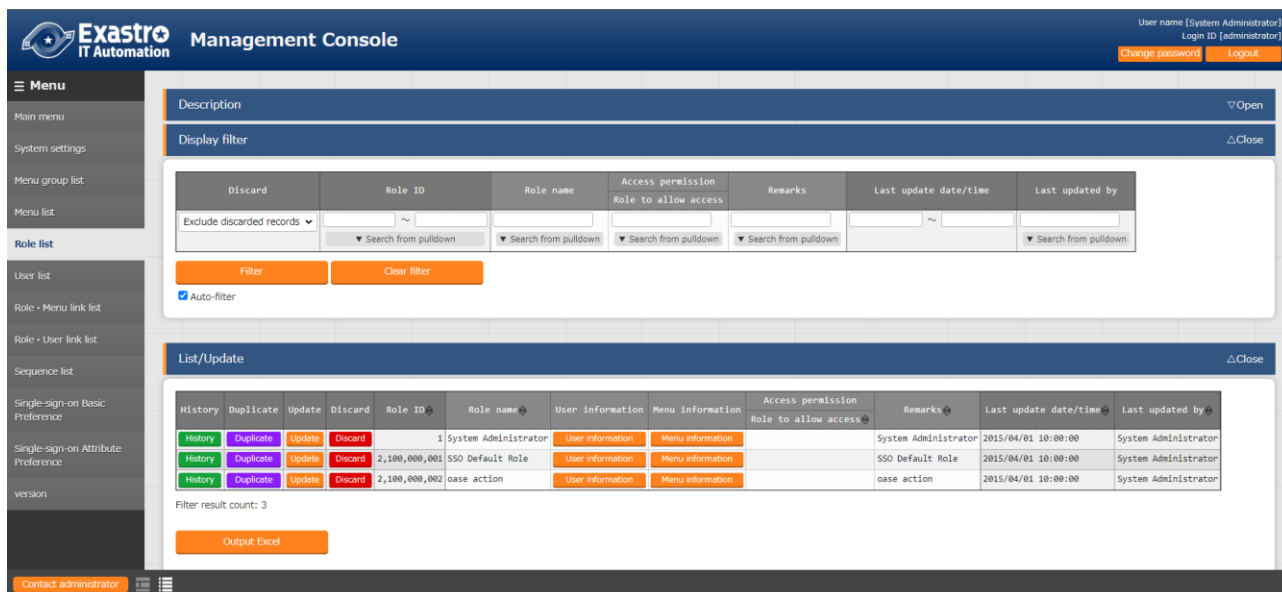 Exastro
IT Automation
Management Console
User name [System Administrator]
Login ID [administrator]
Change password Logout
☰ Menu
Main menu
System settings
Menu group list
Menu list
Role list
User list
Role・Menu link list
Role・User link list
Sequence list
Single-sign-on Basic
Preference
Single-sign-on Attribute
Preference
version
Description ▽Open
Display filter △Close
Discard Role ID Role name Access permission Remarks Last update date/time Last updated by
Role to allow access
Exclude discarded records ~ ~
▼ Search from pulldown ▼ Search from pulldown ▼ Search from pulldown ▼ Search from pulldown ▼ Search from pulldown
Filter Clear filter
Auto-filter
List/Update △Close
History Duplicate Update Discard Role ID Role name User information Menu information Access permission Remarks Last update date/time Last updated by
Role to allow access
History Duplicate Update Discard 1 System Administrator User information Menu information System Administrator 2015/04/01 10:00:00 System Administrator
History Duplicate Update Discard 2,100,000,001 SSO Default Role User information Menu information SSO Default Role 2015/04/01 10:00:00 System Administrator
History Duplicate Update Discard 2,100,000,002 oase action User information Menu information oase action 2015/04/01 10:00:00 System Administrator
Filter result count: 3
Output Excel
Contact administrator